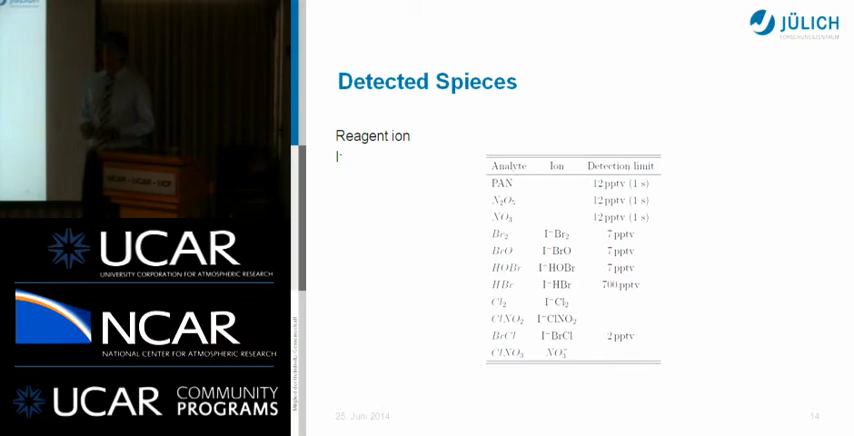 JÜLICH
FORSCHUNGSZENTRUM
Detected Spieces
Reagent ion
I⁻
Analyte Ion Detection limit
PAN 12 pptv (1 s)
N₂O₅ 12 pptv (1 s)
NO₃ 12 pptv (1 s)
Br₂ I⁻Br₂ 7 pptv
BrO I⁻BrO 7 pptv
HOBr I⁻HOBr 7 pptv
HBr I⁻HBr 700 pptv
Cl₂ I⁻Cl₂
ClNO₂ I⁻ClNO₂
BrCl I⁻BrCl 2 pptv
ClNO₃ NO₃⁻
25. Juni 2014 14
UCAR
UNIVERSITY CORPORATION FOR ATMOSPHERIC RESEARCH
NCAR
NATIONAL CENTER FOR ATMOSPHERIC RESEARCH
UCAR COMMUNITY PROGRAMS